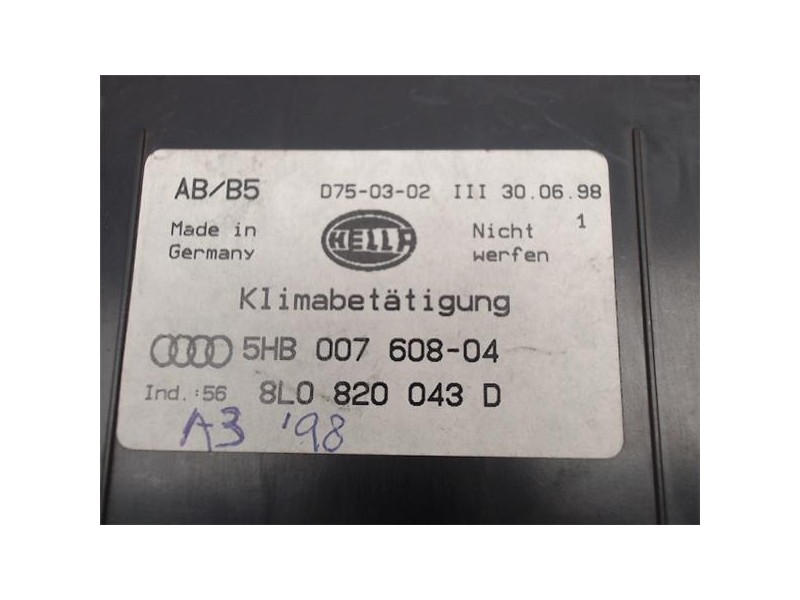 AB/B5 D75-03-02 III 30.06.98
Made in Germany HELLA Nicht werfen 1
Klimabetätigung
5HB 007 608-04
Ind.:56 8L0 820 043 D
A3 '98